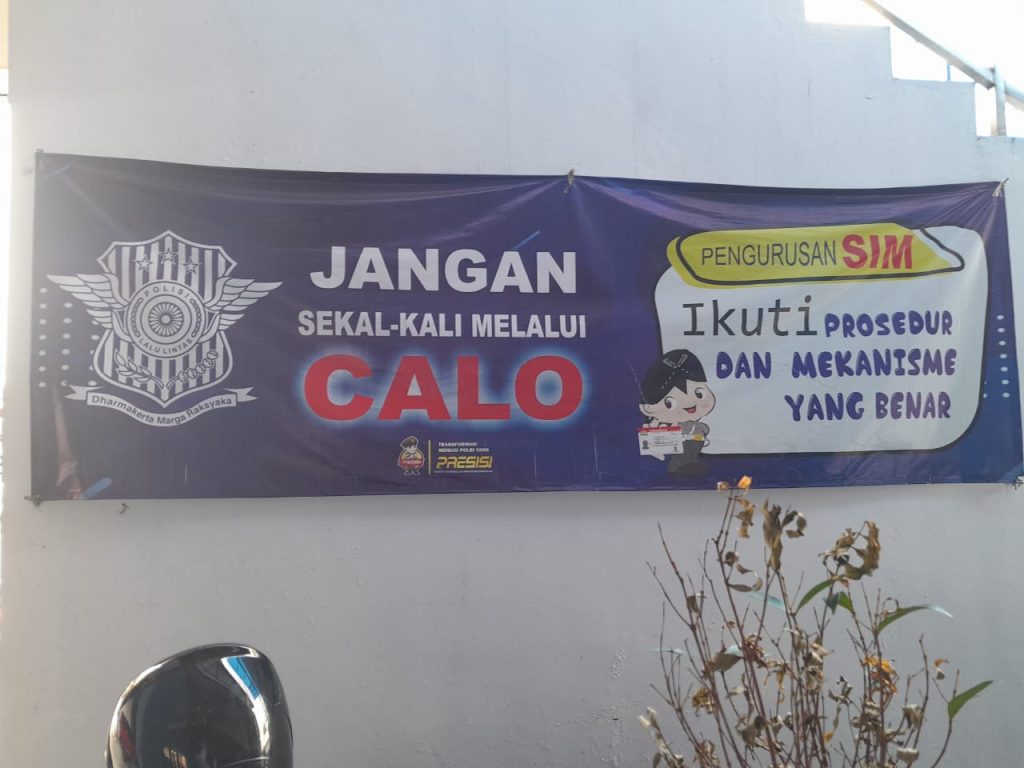 POLISI
LALU LINTAS
Dharmakerta Marga Raksyaka
JANGAN
SEKAL-KALI MELALUI
CALO
TRANSFORMASI
MENUJU POLRI YANG
PRESISI
PENGURUSAN SIM
Ikuti PROSEDUR
DAN MEKANISME
YANG BENAR